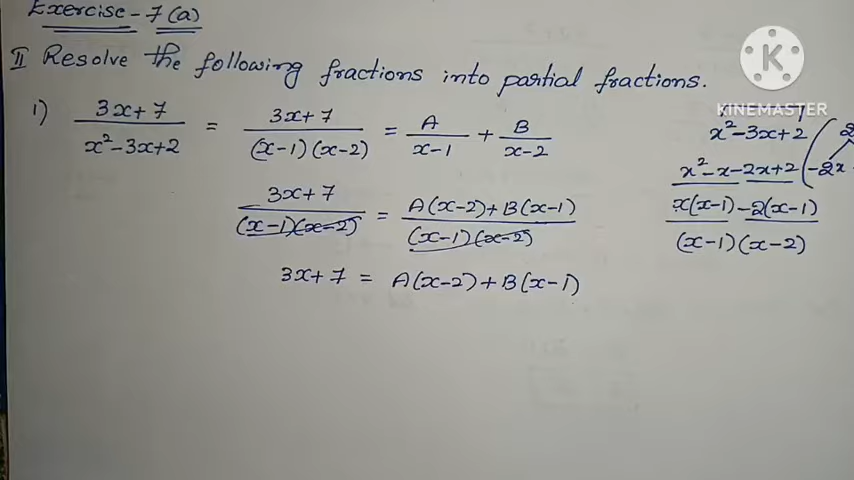 Exercise - 7(a)
II Resolve the following fractions into partial fractions.
1) 3x+7 / x²-3x+2 = 3x+7 / (x-1)(x-2) = A / x-1 + B / x-2
3x+7 / (x-1)(x-2) = A(x-2)+B(x-1) / (x-1)(x-2)
3x+7 = A(x-2)+B(x-1)
K
KINEMASTER
x²-3x+2
x²-x-2x+2
x(x-1)-2(x-1)
(x-1)(x-2)
2
-2x